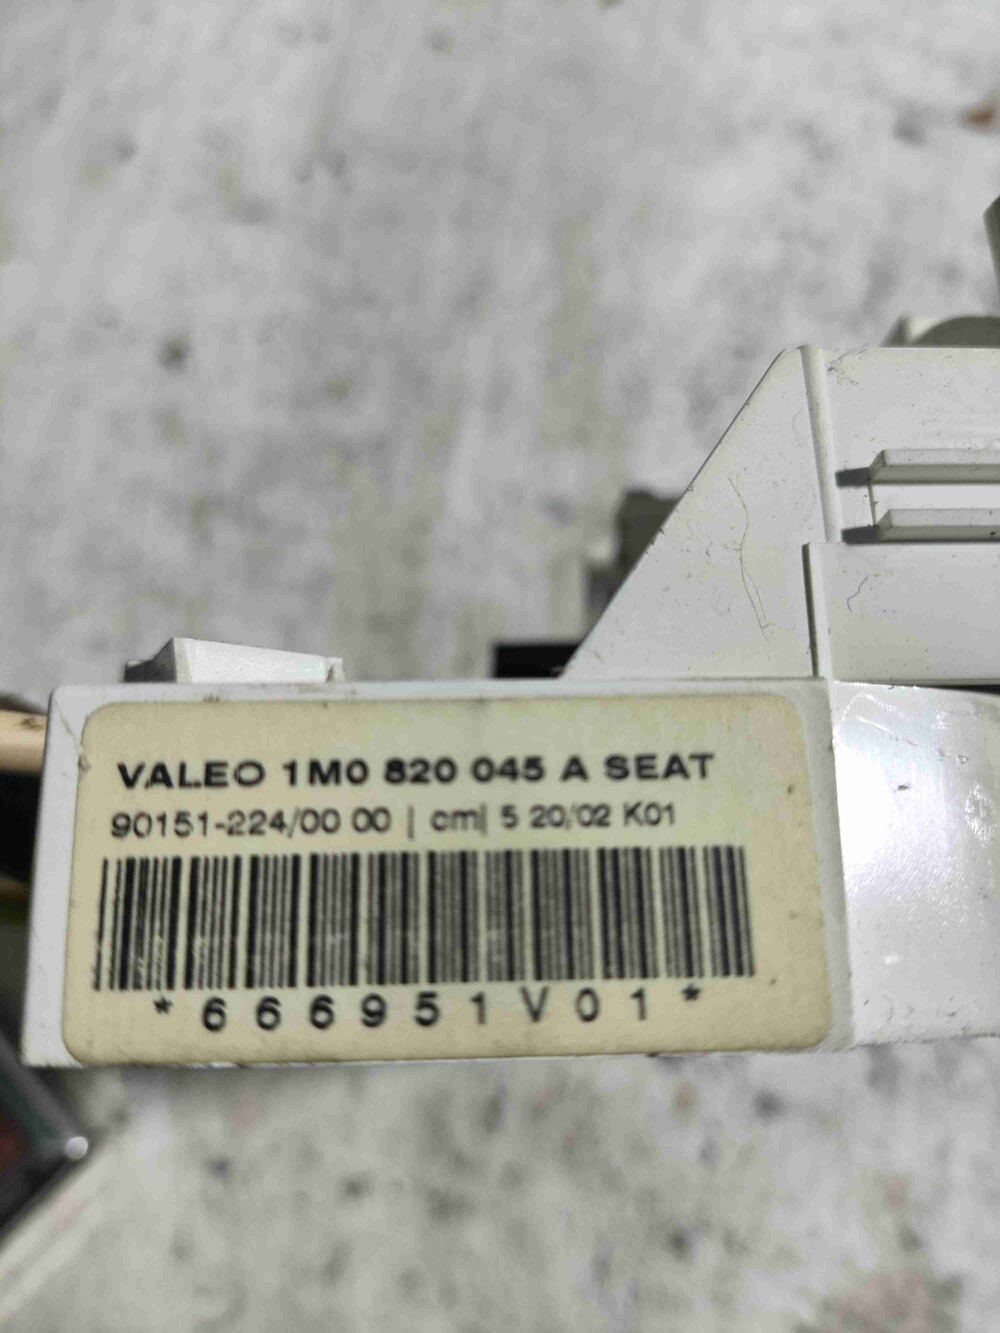 VALEO 1M0 820 045 A SEAT
90151-224/00 00 | cm| 5 20/02 K01
*666951V01*